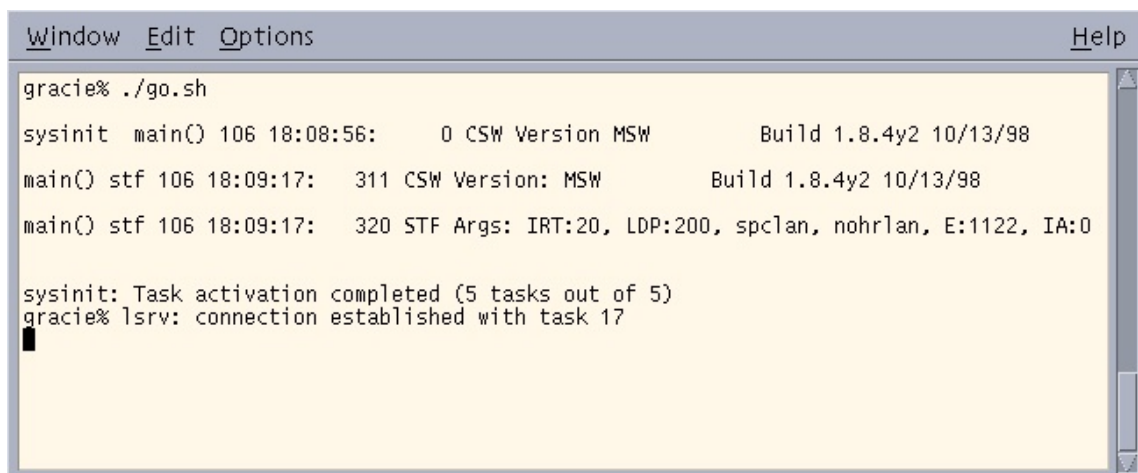 Window Edit Options Help
gracie% ./go.sh
sysinit main() 106 18:08:56: 0 CSW Version MSW Build 1.8.4y2 10/13/98
main() stf 106 18:09:17: 311 CSW Version: MSW Build 1.8.4y2 10/13/98
main() stf 106 18:09:17: 320 STF Args: IRT:20, LDP:200, spclan, nohrlan, E:1122, IA:0
sysinit: Task activation completed (5 tasks out of 5)
gracie% lsrv: connection established with task 17